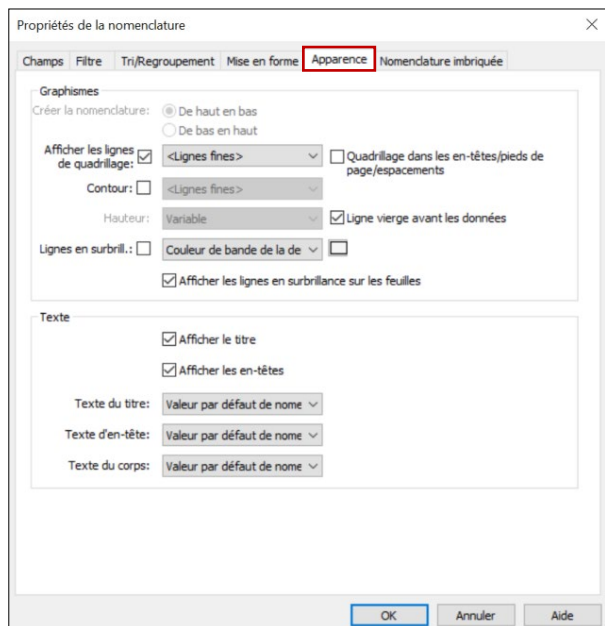 Propriétés de la nomenclature
Champs Filtre Tri/Regroupement Mise en forme Apparence Nomenclature imbriquée
Graphismes
Créer la nomenclature: De haut en bas
De bas en haut
Afficher les lignes
de quadrillage: <Lignes fines> Quadrillage dans les en-têtes/pieds de
page/espacements
Contour: <Lignes fines>
Hauteur: Variable Ligne vierge avant les données
Lignes en surbrill.: Couleur de bande de la de
Afficher les lignes en surbrillance sur les feuilles
Texte
Afficher le titre
Afficher les en-têtes
Texte du titre: Valeur par défaut de nome
Texte d'en-tête: Valeur par défaut de nome
Texte du corps: Valeur par défaut de nome
OK Annuler Aide